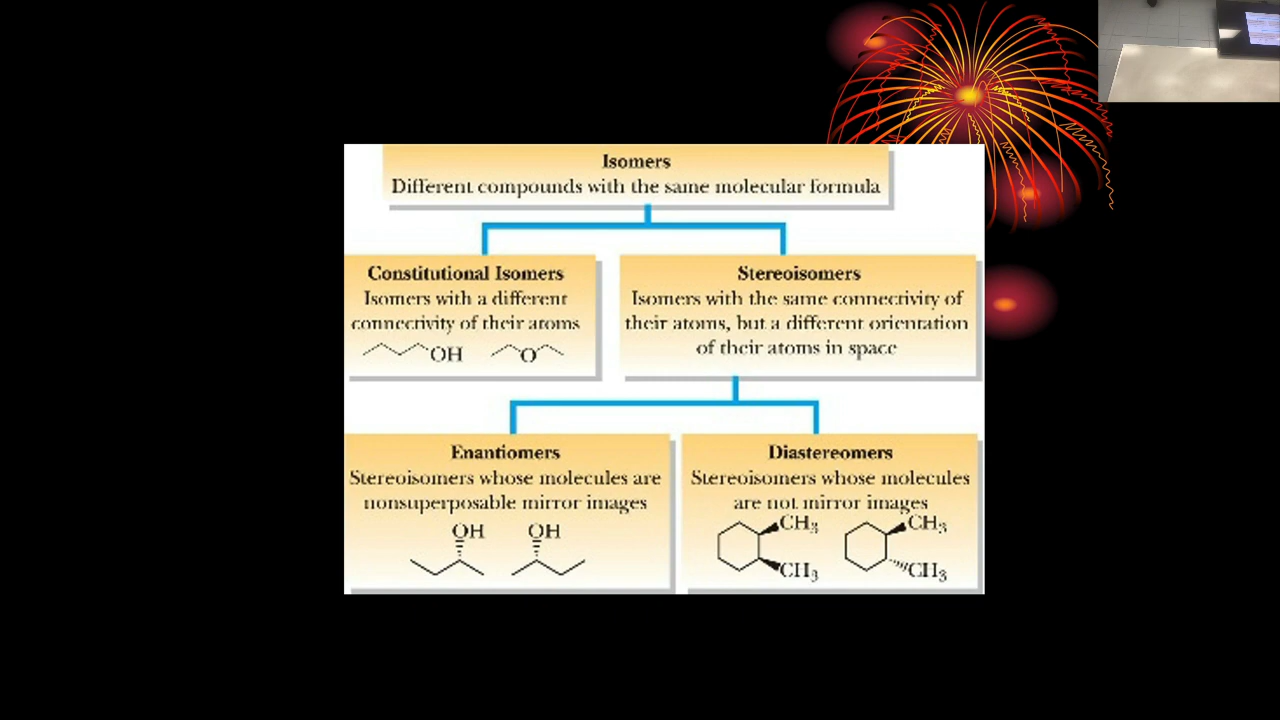 Isomers
Different compounds with the same molecular formula
Constitutional Isomers
Isomers with a different
connectivity of their atoms
OH
O
Stereoisomers
Isomers with the same connectivity of
their atoms, but a different orientation
of their atoms in space
Enantiomers
Stereoisomers whose molecules are
nonsuperposable mirror images
OH OH
Diastereomers
Stereoisomers whose molecules
are not mirror images
CH3 CH3
CH3 CH3